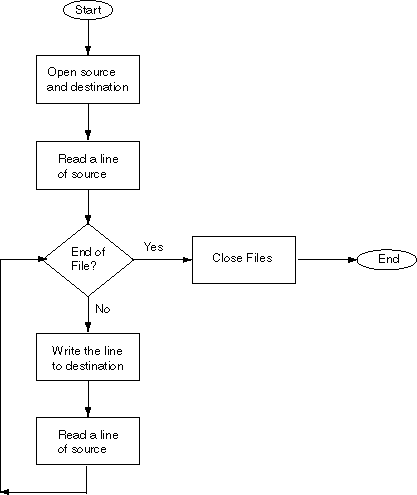 Start
Open source
and destination
Read a line
of source
End of
File?
Yes
Close Files
End
No
Write the line
to destination
Read a line
of source